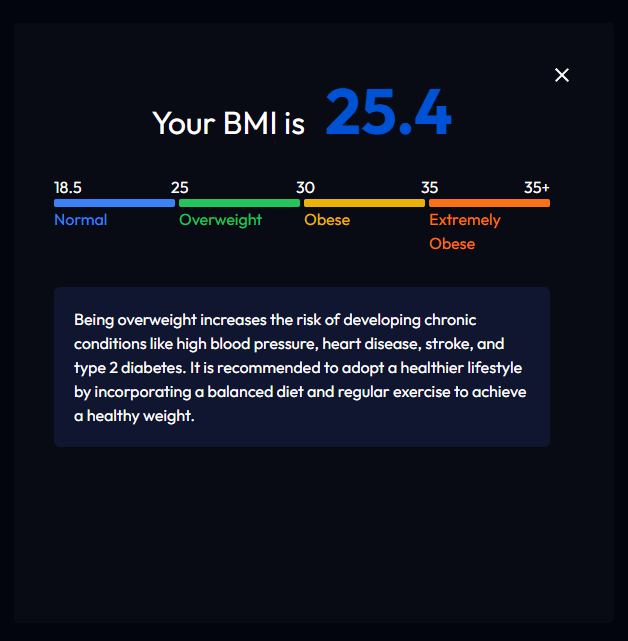 Your BMI is 25.4
18.5 25 30 35 35+
Normal Overweight Obese Extremely
Obese
Being overweight increases the risk of developing chronic
conditions like high blood pressure, heart disease, stroke, and
type 2 diabetes. It is recommended to adopt a healthier lifestyle
by incorporating a balanced diet and regular exercise to achieve
a healthy weight.